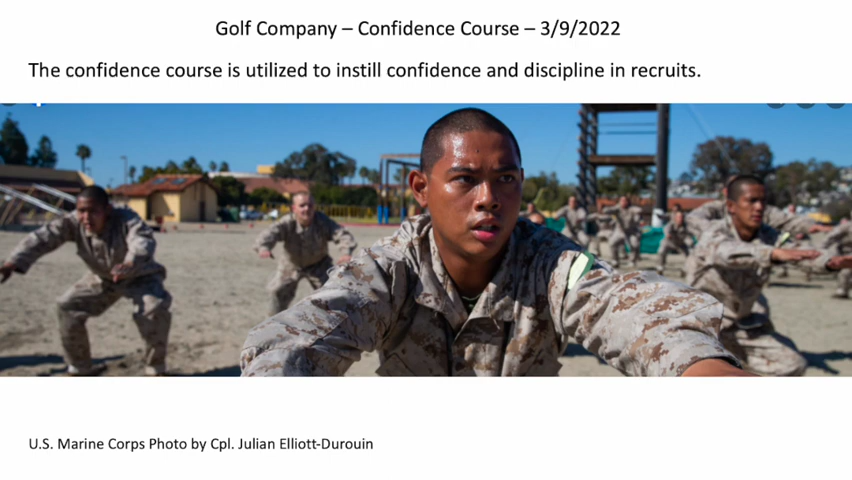 Golf Company – Confidence Course – 3/9/2022
The confidence course is utilized to instill confidence and discipline in recruits.
U.S. Marine Corps Photo by Cpl. Julian Elliott-Durouin